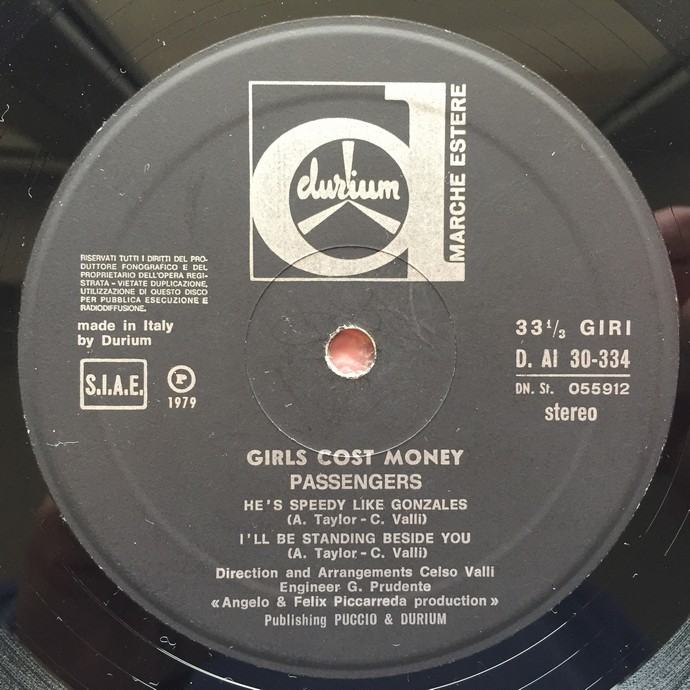 durium
MARCHE ESTERE
RISERVATI TUTTI I DIRITTI DEL PRO-
DUTTORE FONOGRAFICO E DEL
PROPRIETARIO DELL'OPERA REGI-
STRATA - VIETATE DUPLICAZIONE,
UTILIZZAZIONE DI QUESTO DISCO
PER PUBBLICA ESECUZIONE E
RADIODIFFUSIONE.
made in Italy
by Durium
S.I.A.E.
P
1979
33 1/3 GIRI
D. AI 30-334
DN. St. 055912
stereo
GIRLS COST MONEY
PASSENGERS
HE'S SPEEDY LIKE GONZALES
(A. Taylor - C. Valli)
I'LL BE STANDING BESIDE YOU
(A. Taylor - C. Valli)
Direction and Arrangements Celso Valli
Engineer G. Prudente
«Angelo & Felix Piccarreda production»
Publishing PUCCIO & DURIUM